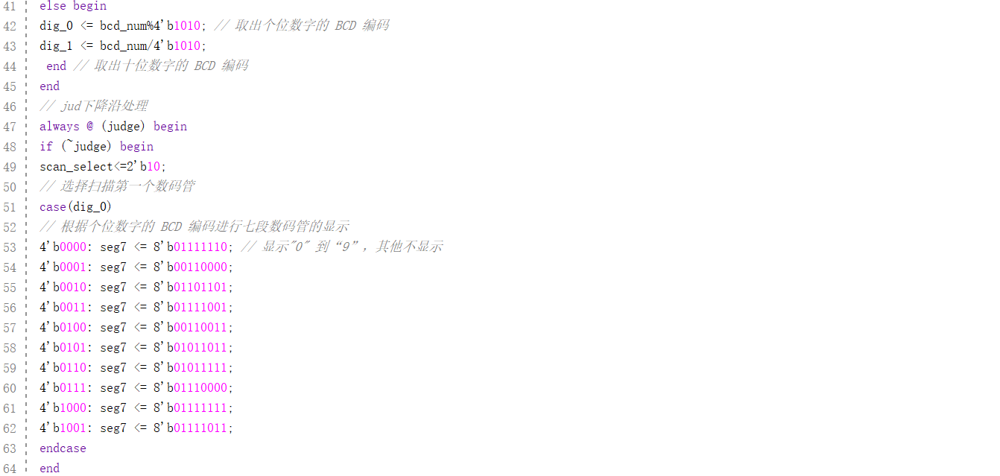 41 else begin
42 dig_0 <= bcd_num%4'b1010; // 取出个位数字的 BCD 编码
43 dig_1 <= bcd_num/4'b1010;
44 end // 取出十位数字的 BCD 编码
45 end
46 // jud下降沿处理
47 always @ (judge) begin
48 if (~judge) begin
49 scan_select<=2'b10;
50 // 选择扫描第一个数码管
51 case(dig_0)
52 // 根据个位数字的 BCD 编码进行七段数码管的显示
53 4'b0000: seg7 <= 8'b01111110; // 显示"0" 到“9”，其他不显示
54 4'b0001: seg7 <= 8'b00110000;
55 4'b0010: seg7 <= 8'b01101101;
56 4'b0011: seg7 <= 8'b01111001;
57 4'b0100: seg7 <= 8'b00110011;
58 4'b0101: seg7 <= 8'b01011011;
59 4'b0110: seg7 <= 8'b01011111;
60 4'b0111: seg7 <= 8'b01110000;
61 4'b1000: seg7 <= 8'b01111111;
62 4'b1001: seg7 <= 8'b01111011;
63 endcase
64 end